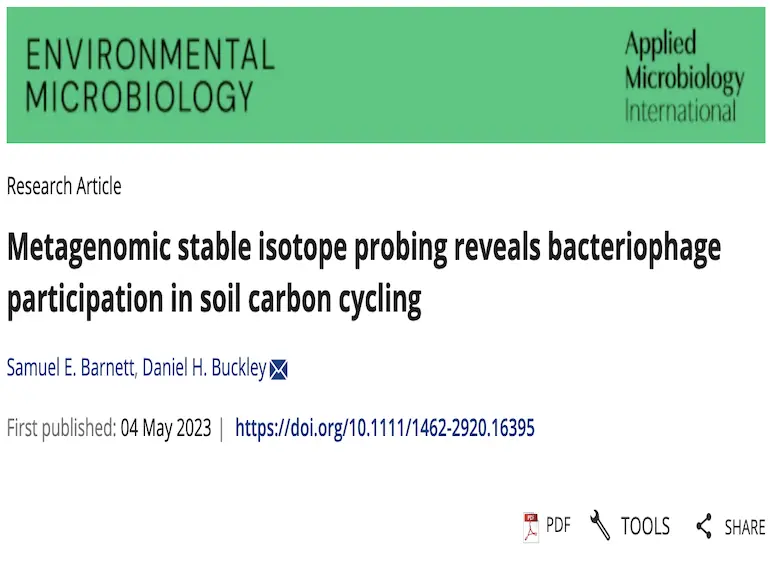 ENVIRONMENTAL
MICROBIOLOGY
Applied
Microbiology
International
Research Article
Metagenomic stable isotope probing reveals bacteriophage
participation in soil carbon cycling
Samuel E. Barnett, Daniel H. Buckley
First published: 04 May 2023 | https://doi.org/10.1111/1462-2920.16395
PDF TOOLS SHARE